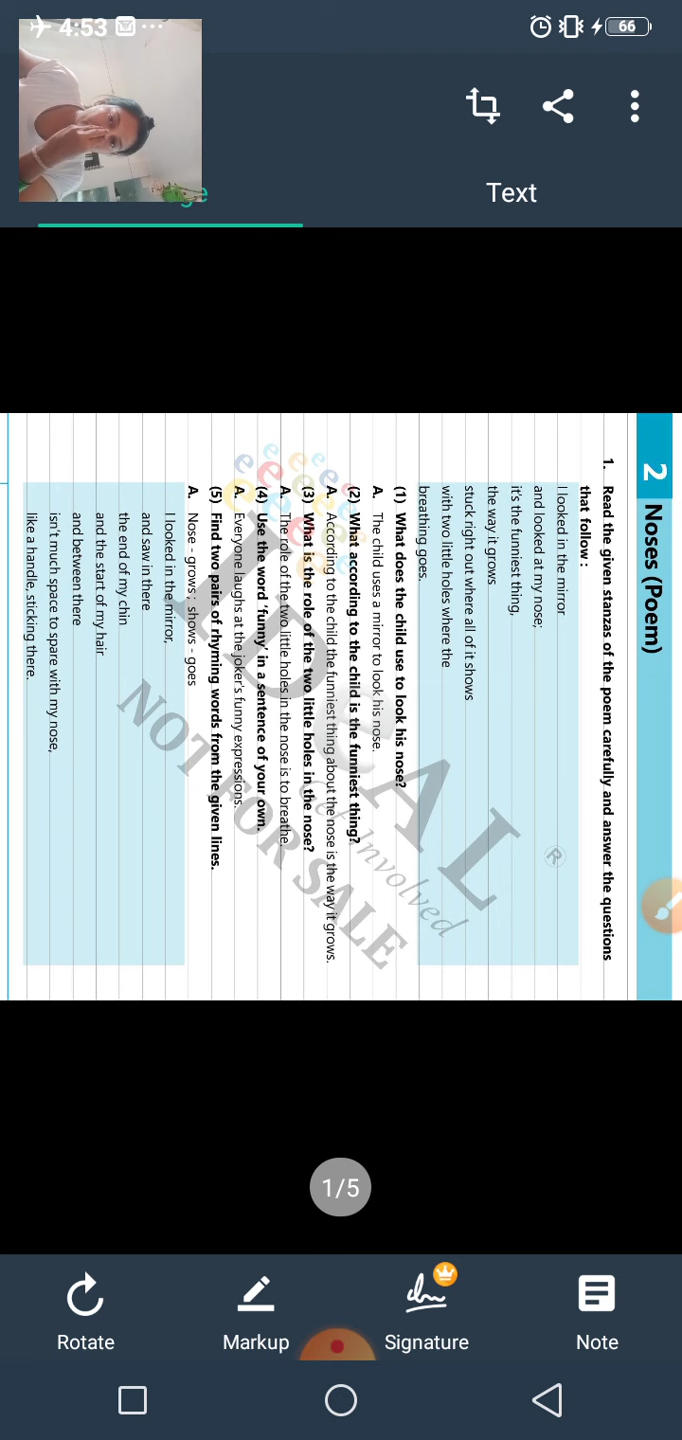 4:53
66
ge
Text
2 Noses (Poem)
1. Read the given stanzas of the poem carefully and answer the questions
that follow :
I looked in the mirror
and looked at my nose;
it's the funniest thing,
the way it grows
stuck right out where all of it shows
with two little holes where the
breathing goes.
(1) What does the child use to look his nose?
A. The child uses a mirror to look his nose.
(2) What according to the child is the funniest thing?
A. According to the child the funniest thing about the nose is the way it grows.
(3) What is the role of the two little holes in the nose?
A. The role of the two little holes in the nose is to breathe.
(4) Use the word 'funny' in a sentence of your own.
A. Everyone laughs at the joker's funny expressions.
(5) Find two pairs of rhyming words from the given lines.
A. Nose - grows ; shows - goes
I looked in the mirror,
and saw in there
the end of my chin
and the start of my hair
and between there
isn't much space to spare with my nose,
like a handle, sticking there.
IDeAL
®
Get Involved
NOT FOR SALE
1/5
Rotate
Markup
Signature
Note